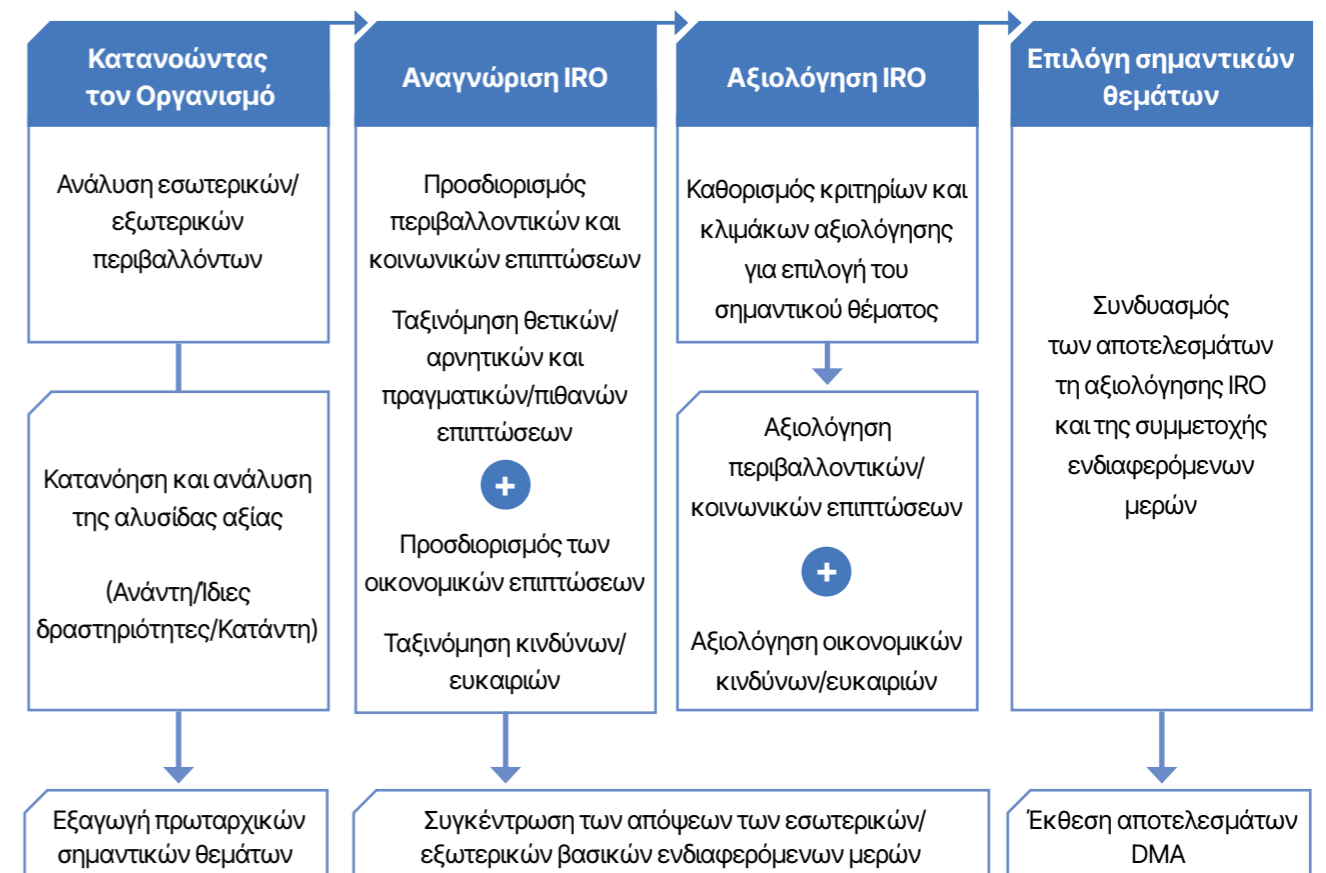 Κατανοώντας
τον Οργανισμό
Ανάλυση εσωτερικών/
εξωτερικών
περιβαλλόντων
Κατανόηση και ανάλυση
της αλυσίδας αξίας
(Ανάντη/Ίδιες
δραστηριότητες/Κατάντη)
Εξαγωγή πρωταρχικών
σημαντικών θεμάτων
Αναγνώριση IRO
Προσδιορισμός
περιβαλλοντικών και
κοινωνικών επιπτώσεων
Ταξινόμηση θετικών/
αρνητικών και
πραγματικών/πιθανών
επιπτώσεων
+
Προσδιορισμός των
οικονομικών επιπτώσεων
Ταξινόμηση κινδύνων/
ευκαιριών
Αξιολόγηση IRO
Καθορισμός κριτηρίων και
κλιμάκων αξιολόγησης
για επιλογή του
σημαντικού θέματος
Αξιολόγηση
περιβαλλοντικών/
κοινωνικών επιπτώσεων
+
Αξιολόγηση οικονομικών
κινδύνων/ευκαιριών
Συγκέντρωση των απόψεων των εσωτερικών/
εξωτερικών βασικών ενδιαφερόμενων μερών
Επιλόγη σημαντικών
θεμάτων
Συνδυασμός
των αποτελεσμάτων
τη αξιολόγησης IRO
και της συμμετοχής
ενδιαφερόμενων
μερών
Έκθεση αποτελεσμάτων
DMA